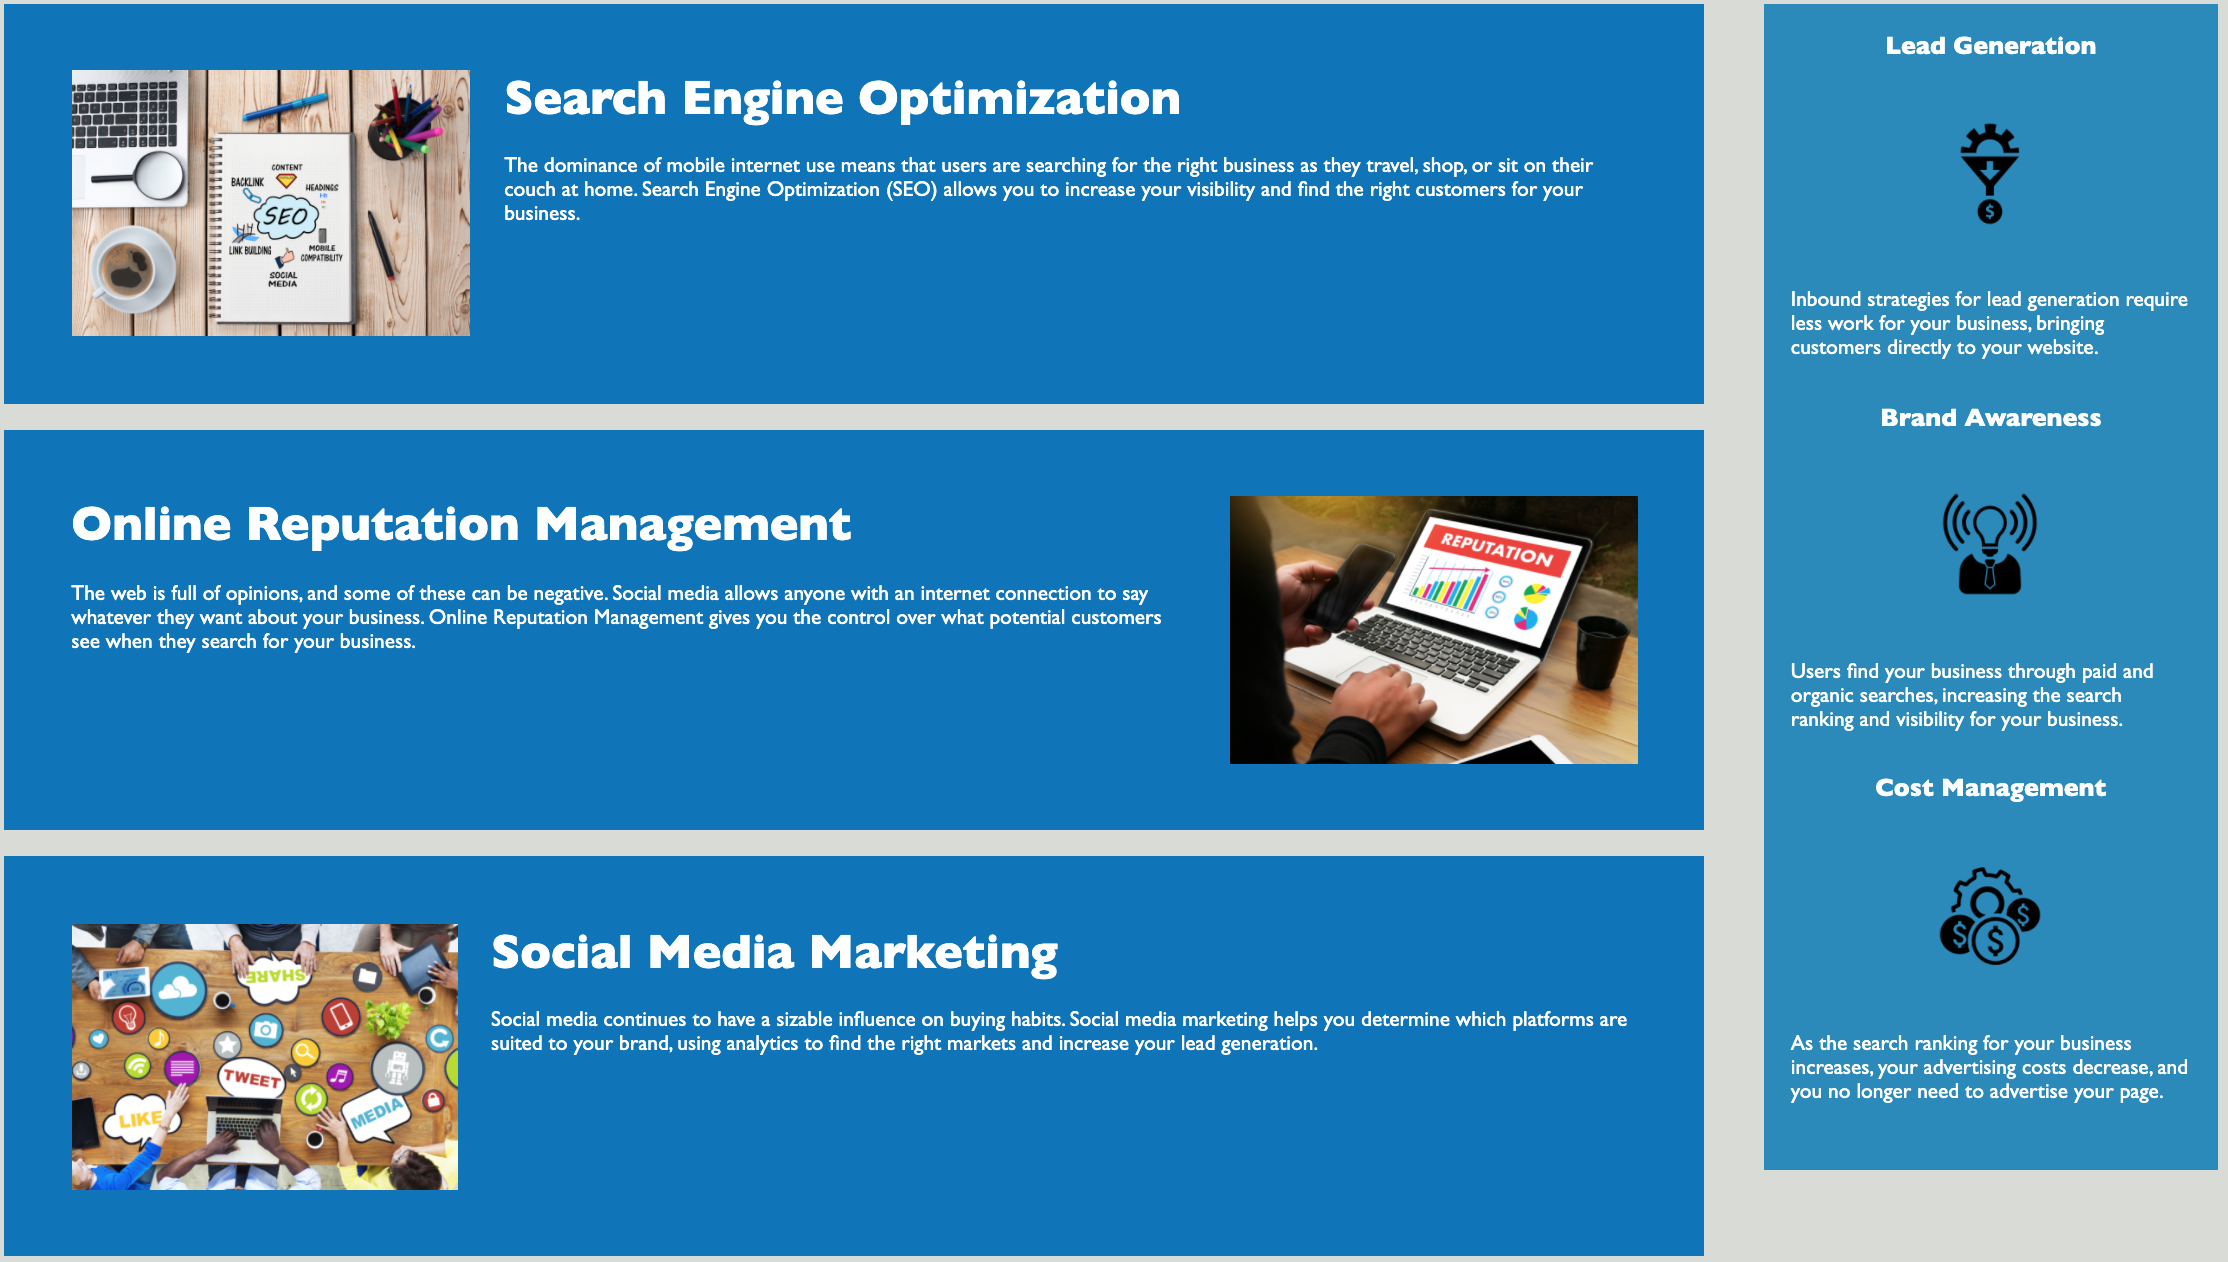 Search Engine Optimization
The dominance of mobile internet use means that users are searching for the right business as they travel, shop, or sit on their
couch at home. Search Engine Optimization (SEO) allows you to increase your visibility and find the right customers for your
business.
CONTENT
BACKLINK
HEADINGS
SEO
LINK BUILDING
MOBILE
COMPATIBILITY
SOCIAL
MEDIA
Online Reputation Management
The web is full of opinions, and some of these can be negative. Social media allows anyone with an internet connection to say
whatever they want about your business. Online Reputation Management gives you the control over what potential customers
see when they search for your business.
REPUTATION
Social Media Marketing
Social media continues to have a sizable influence on buying habits. Social media marketing helps you determine which platforms are
suited to your brand, using analytics to find the right markets and increase your lead generation.
SHARE
TWEET
LIKE
MEDIA
Lead Generation
$
Inbound strategies for lead generation require
less work for your business, bringing
customers directly to your website.
Brand Awareness
Users find your business through paid and
organic searches, increasing the search
ranking and visibility for your business.
Cost Management
$
$
$
As the search ranking for your business
increases, your advertising costs decrease, and
you no longer need to advertise your page.